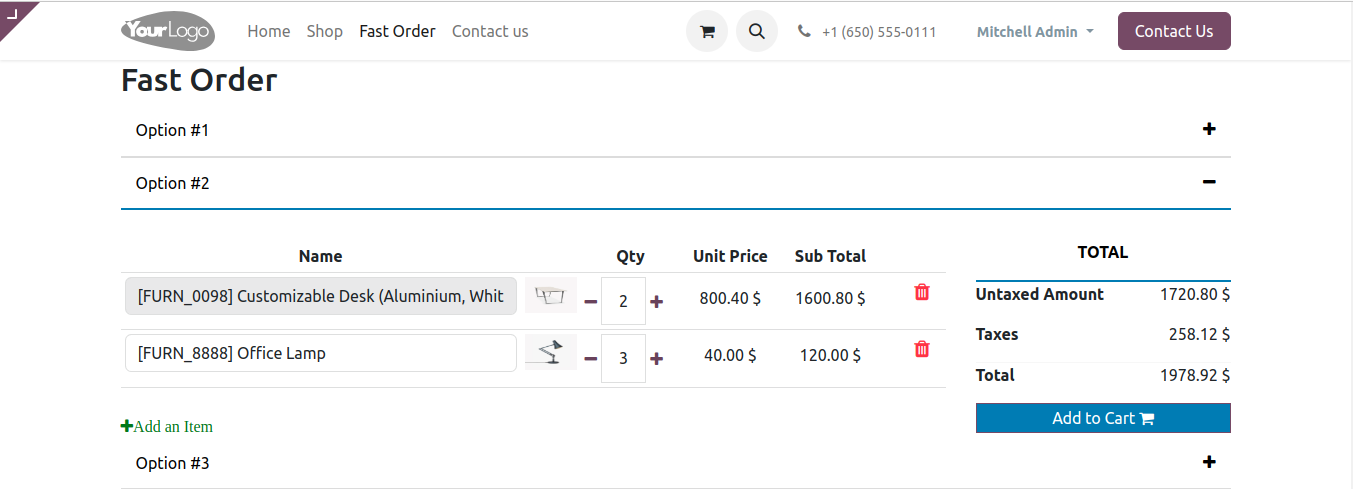 YourLogo Home Shop Fast Order Contact us +1 (650) 555-0111 Mitchell Admin Contact Us
Fast Order
Option #1
Option #2
Name Qty Unit Price Sub Total
[FURN_0098] Customizable Desk (Aluminium, Whit 2 800.40 $ 1600.80 $
[FURN_8888] Office Lamp 3 40.00 $ 120.00 $
Add an Item
TOTAL
Untaxed Amount 1720.80 $
Taxes 258.12 $
Total 1978.92 $
Add to Cart
Option #3